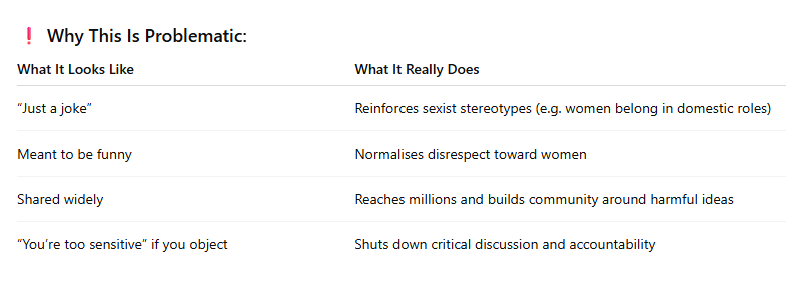 ❗ Why This Is Problematic:
What It Looks Like What It Really Does
“Just a joke” Reinforces sexist stereotypes (e.g. women belong in domestic roles)
Meant to be funny Normalises disrespect toward women
Shared widely Reaches millions and builds community around harmful ideas
“You’re too sensitive” if you object Shuts down critical discussion and accountability